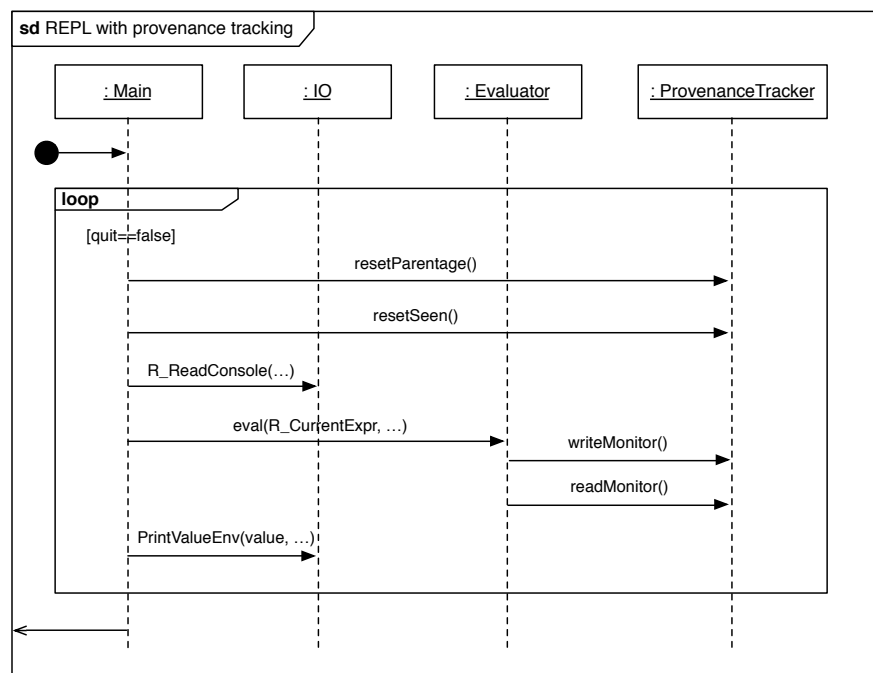 sd REPL with provenance tracking
: Main
: IO
: Evaluator
: ProvenanceTracker
loop
[quit==false]
resetParentage()
resetSeen()
R_ReadConsole(…)
eval(R_CurrentExpr, …)
writeMonitor()
readMonitor()
PrintValueEnv(value, …)